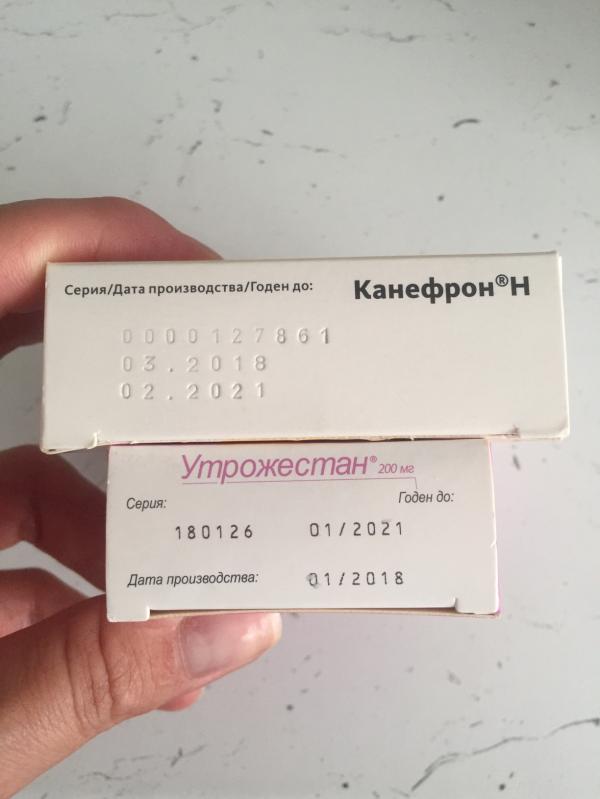 Серия/Дата производства/Годен до: Канефрон®Н
0000127861
03.2018
02.2021
Утрожестан® 200 мг
Серия: Годен до:
180126 01/2021
Дата производства: 01/2018